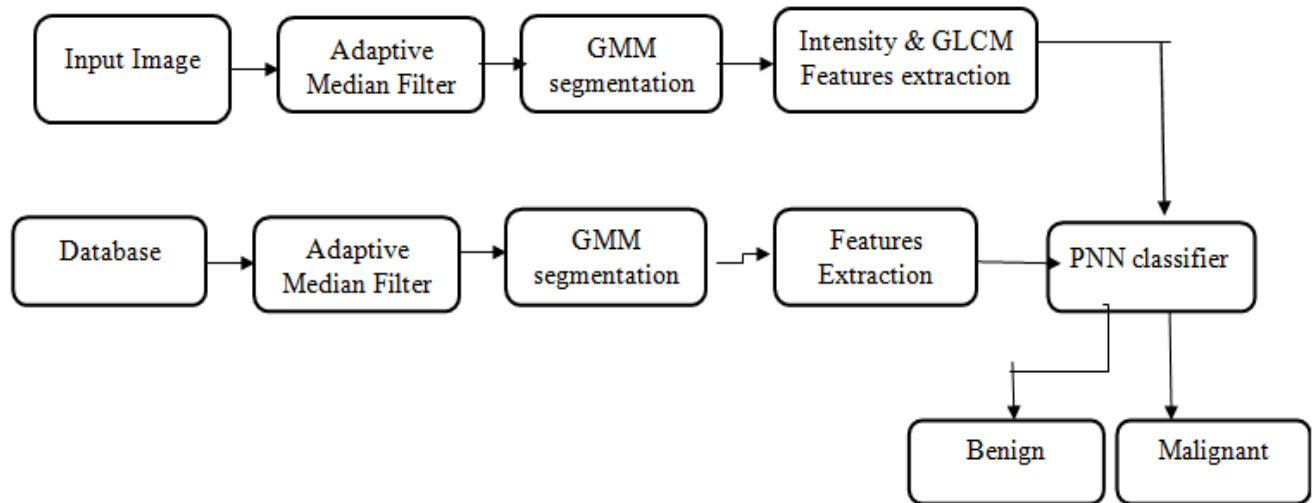 Input Image
Adaptive
Median Filter
GMM
segmentation
Intensity & GLCM
Features extraction
Database
Adaptive
Median Filter
GMM
segmentation
Features
Extraction
PNN classifier
Benign
Malignant